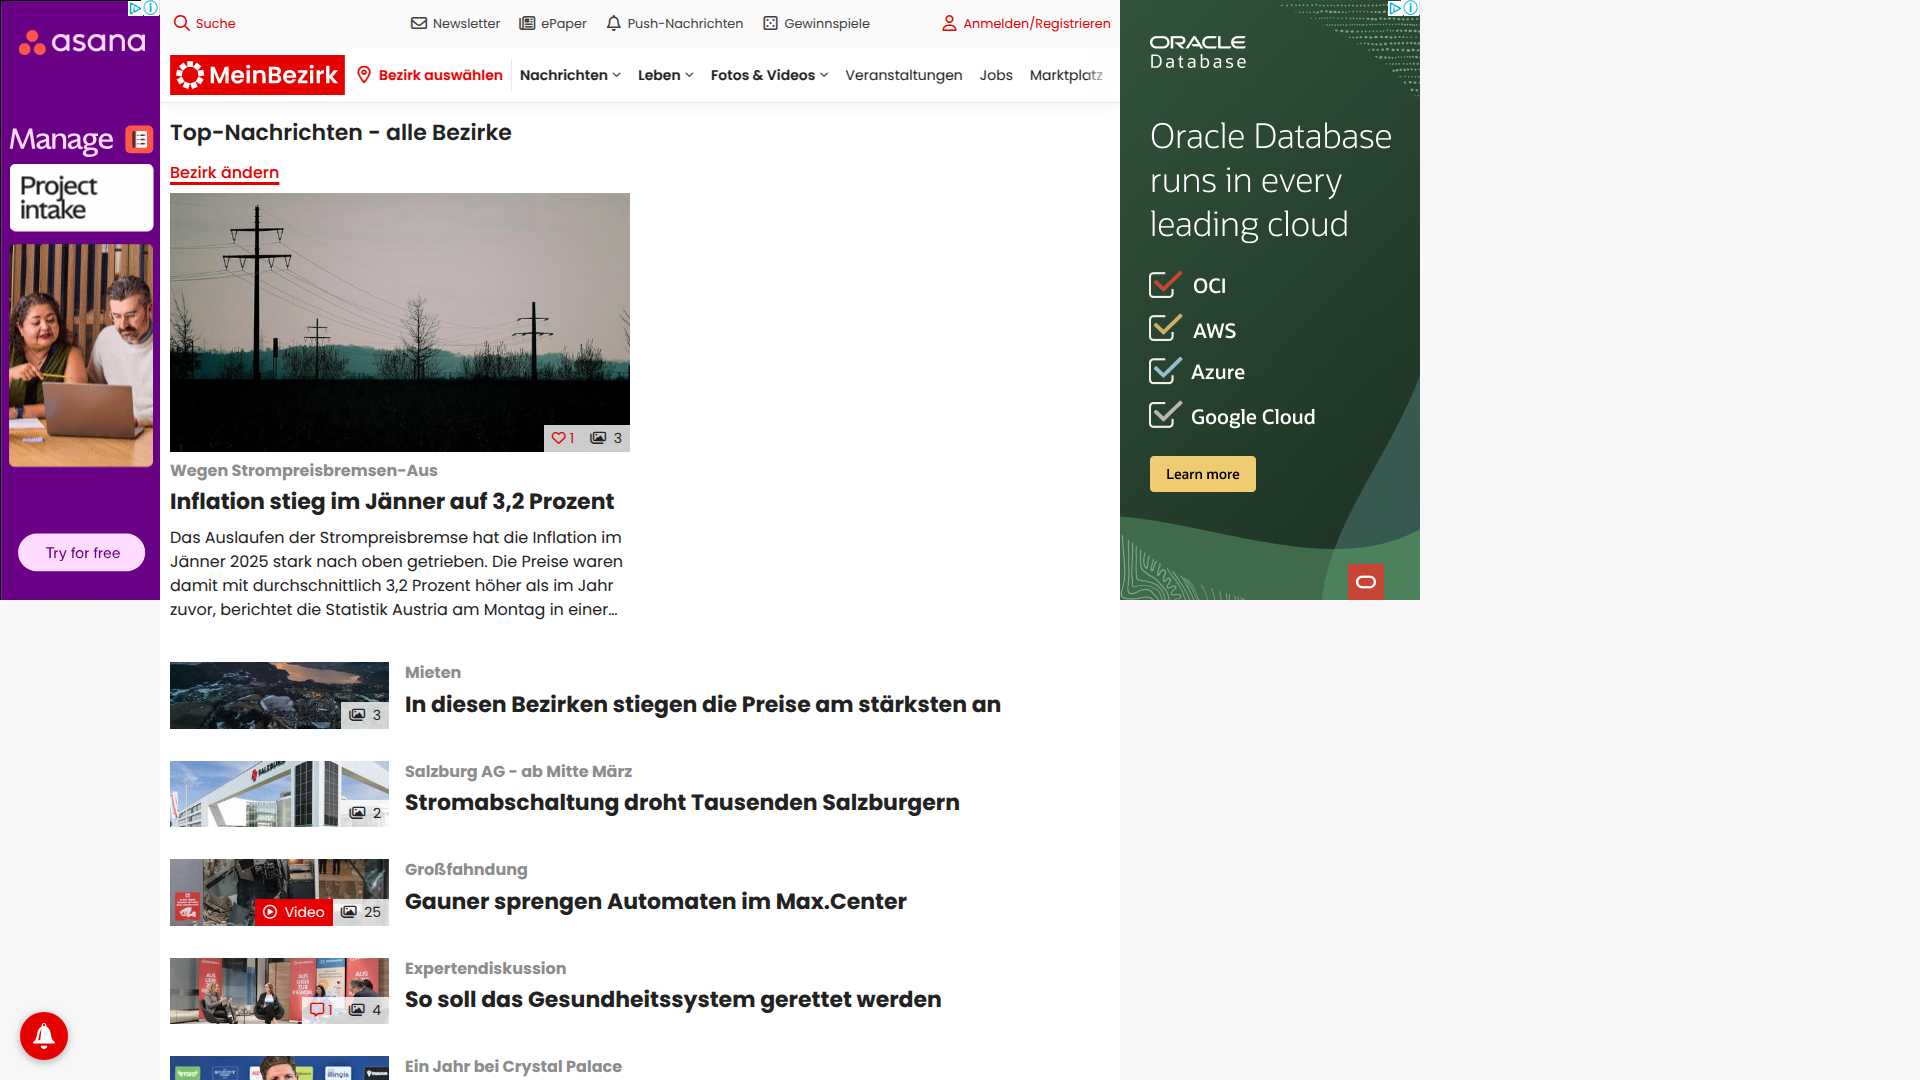 Suche
Newsletter
ePaper
Push-Nachrichten
Gewinnspiele
Anmelden/Registrieren
MeinBezirk
Bezirk auswählen
Nachrichten
Leben
Fotos & Videos
Veranstaltungen
Jobs
Marktplatz
asana
Manage
Project
intake
Try for free
Top-Nachrichten - alle Bezirke
Bezirk ändern
1
3
Wegen Strompreisbremsen-Aus
Inflation stieg im Jänner auf 3,2 Prozent
Das Auslaufen der Strompreisbremse hat die Inflation im
Jänner 2025 stark nach oben getrieben. Die Preise waren
damit mit durchschnittlich 3,2 Prozent höher als im Jahr
zuvor, berichtet die Statistik Austria am Montag in einer...
3
Mieten
In diesen Bezirken stiegen die Preise am stärksten an
2
Salzburg AG - ab Mitte März
Stromabschaltung droht Tausenden Salzburgern
Video
25
Großfahndung
Gauner sprengen Automaten im Max.Center
1
4
Expertendiskussion
So soll das Gesundheitssystem gerettet werden
Ein Jahr bei Crystal Palace
ORACLE
Database
Oracle Database
runs in every
leading cloud
OCI
AWS
Azure
Google Cloud
Learn more